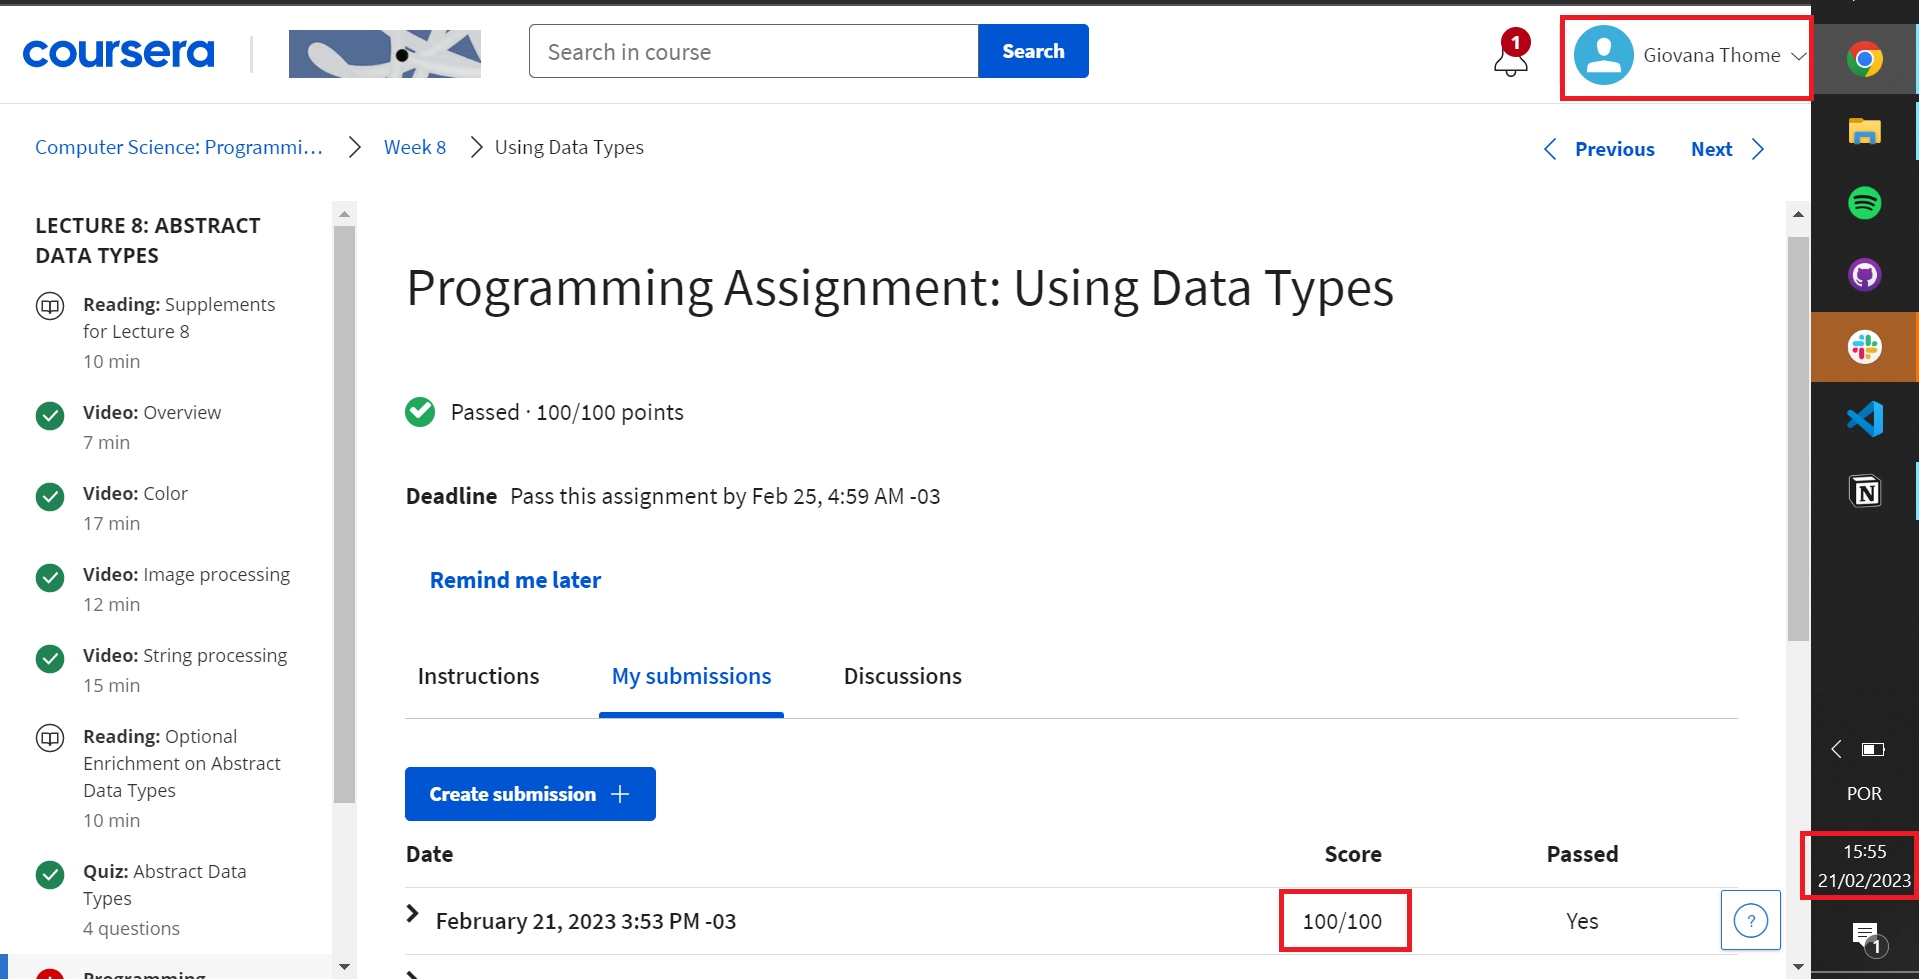 coursera
Search in course
Search
1
Giovana Thome
Computer Science: Programmi...
Week 8
Using Data Types
Previous
Next
LECTURE 8: ABSTRACT
DATA TYPES
Reading: Supplements
for Lecture 8
10 min
Video: Overview
7 min
Video: Color
17 min
Video: Image processing
12 min
Video: String processing
15 min
Reading: Optional
Enrichment on Abstract
Data Types
10 min
Quiz: Abstract Data
Types
4 questions
Programming
Programming Assignment: Using Data Types
Passed · 100/100 points
Deadline Pass this assignment by Feb 25, 4:59 AM -03
Remind me later
Instructions
My submissions
Discussions
Create submission +
Date Score Passed
February 21, 2023 3:53 PM -03 100/100 Yes
?
N
POR
15:55
21/02/2023
1